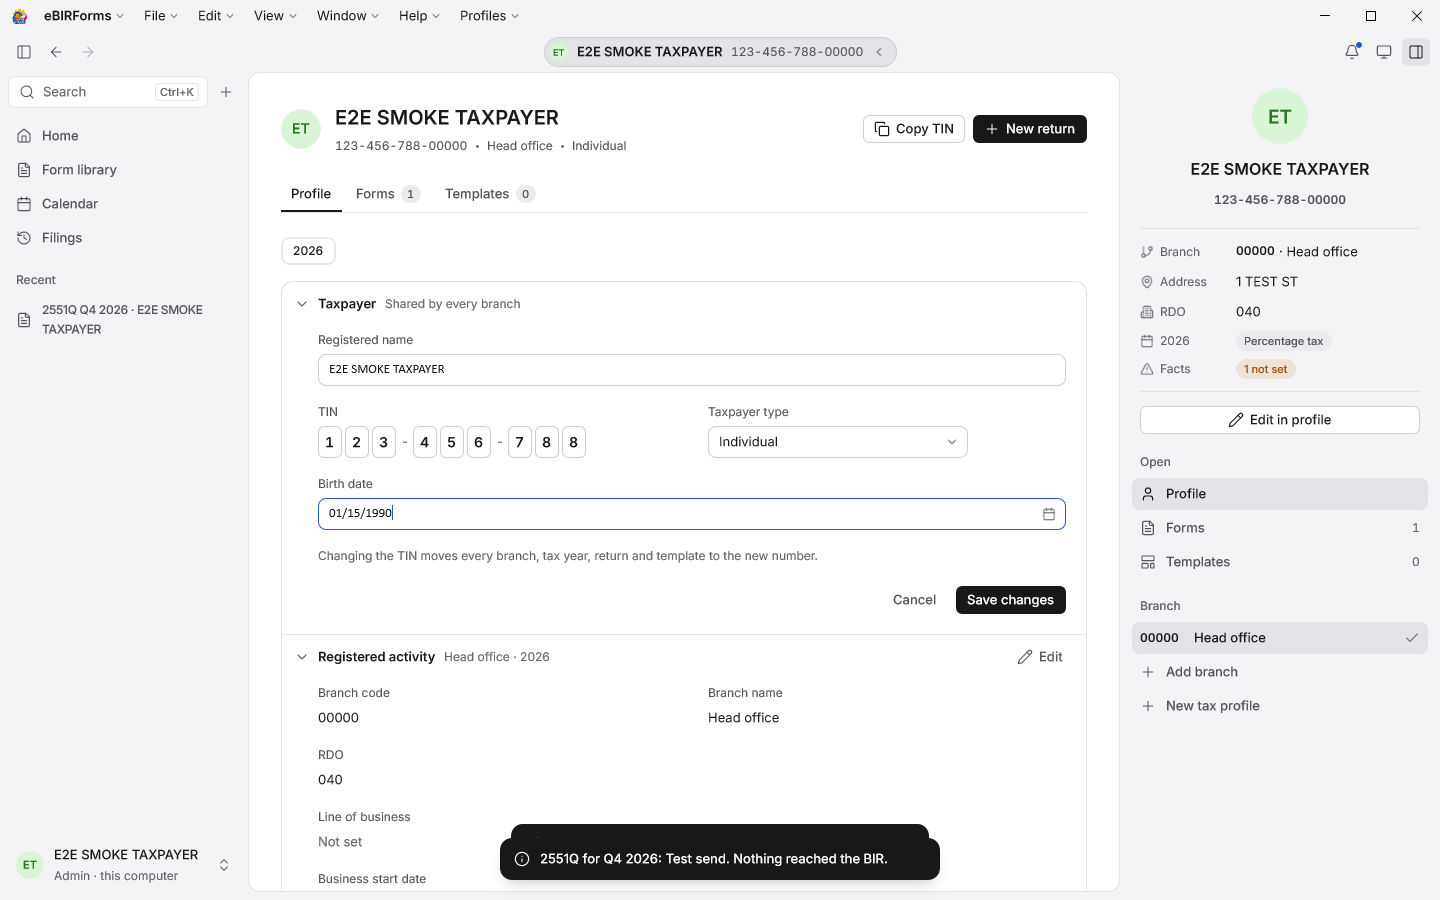 eBIRForms File Edit View Window Help Profiles
ET E2E SMOKE TAXPAYER 123-456-788-00000
Search Ctrl+K
Home
Form library
Calendar
Filings
Recent
2551Q Q4 2026 · E2E SMOKE
TAXPAYER
ET
E2E SMOKE TAXPAYER
Admin · this computer
ET
E2E SMOKE TAXPAYER
123-456-788-00000 • Head office • Individual
Copy TIN
New return
Profile Forms 1 Templates 0
2026
Taxpayer Shared by every branch
Registered name
E2E SMOKE TAXPAYER
TIN Taxpayer type
1 2 3 - 4 5 6 - 7 8 8 Individual
Birth date
01/15/1990
Changing the TIN moves every branch, tax year, return and template to the new number.
Cancel Save changes
Registered activity Head office · 2026 Edit
Branch code Branch name
00000 Head office
RDO
040
Line of business
Not set
Business start date
2551Q for Q4 2026: Test send. Nothing reached the BIR.
ET
E2E SMOKE TAXPAYER
123-456-788-00000
Branch 00000 · Head office
Address 1 TEST ST
RDO 040
2026 Percentage tax
Facts 1 not set
Edit in profile
Open
Profile
Forms 1
Templates 0
Branch
00000 Head office
Add branch
New tax profile